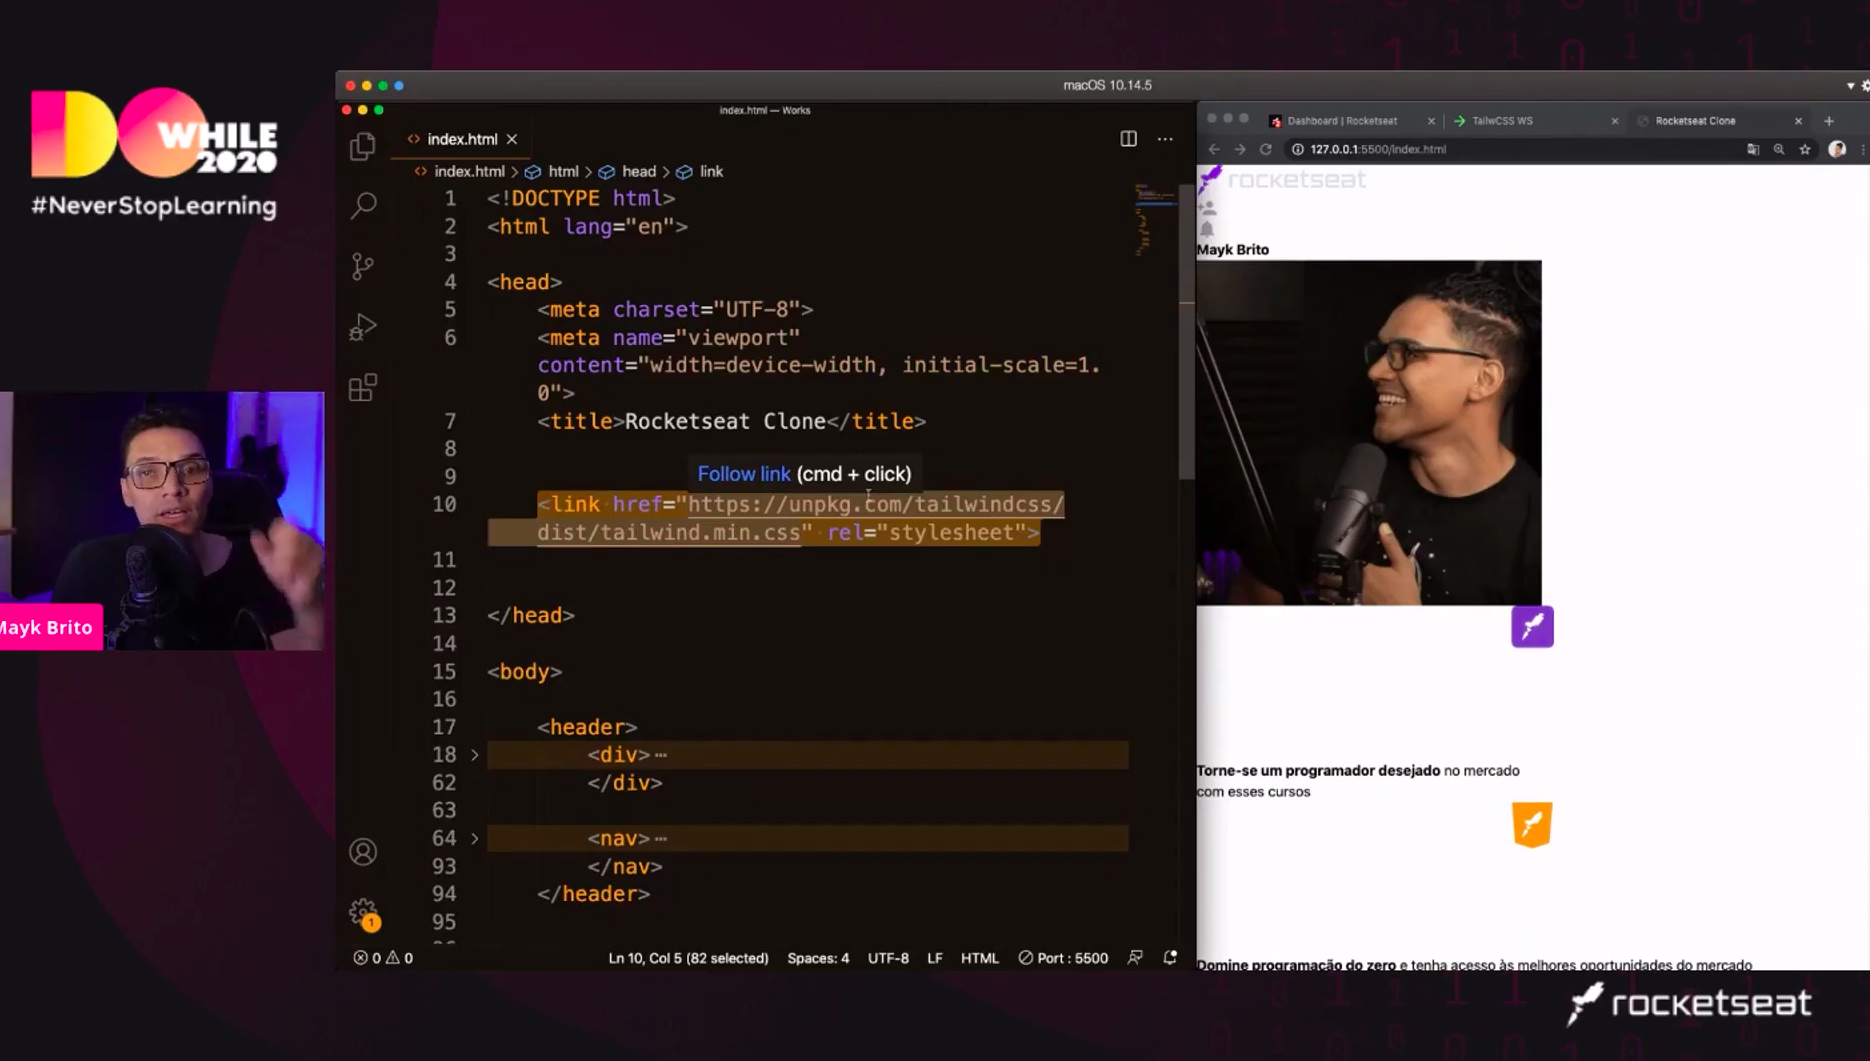 DO WHILE 2020
#NeverStopLearning
Mayk Brito
macOS 10.14.5
index.html — Works
index.html
index.html > html > head > link
1 <!DOCTYPE html>
2 <html lang="en">
3
4 <head>
5 <meta charset="UTF-8">
6 <meta name="viewport"
content="width=device-width, initial-scale=1.
0">
7 <title>Rocketseat Clone</title>
8
Follow link (cmd + click)
9
10 <link href="https://unpkg.com/tailwindcss/
dist/tailwind.min.css" rel="stylesheet">
11
12
13 </head>
14
15 <body>
16
17 <header>
18 <div>
62 </div>
63
64 <nav>
93 </nav>
94 </header>
95
1
0 0
Ln 10, Col 5 (82 selected) Spaces: 4 UTF-8 LF HTML Port : 5500
Dashboard | Rocketseat TailwCSS WS Rocketseat Clone
127.0.0.1:5500/index.html
rocketseat
Mayk Brito
Torne-se um programador desejado no mercado
com esses cursos
Domine programação do zero e tenha acesso às melhores oportunidades do mercado
rocketseat